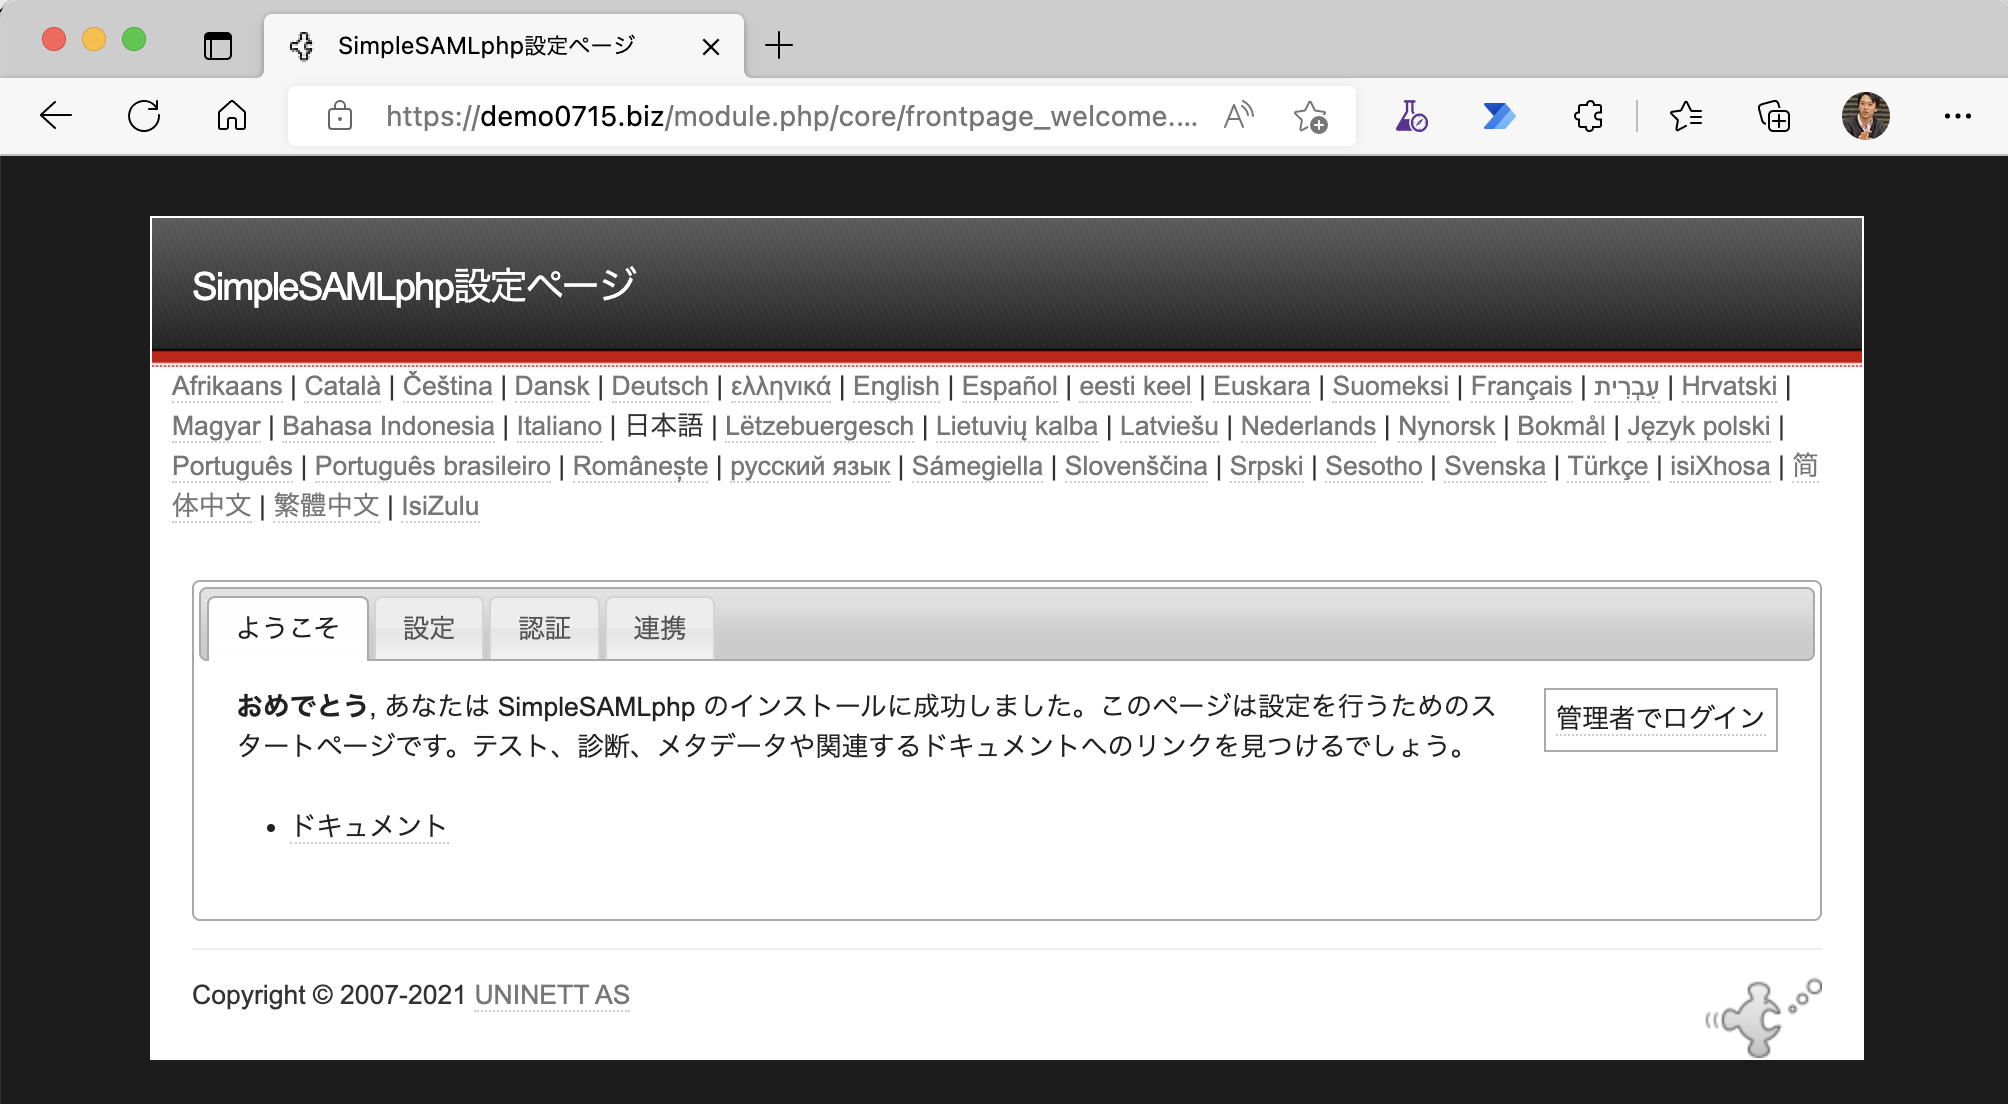 SimpleSAMLphp設定ページ
https://demo0715.biz/module.php/core/frontpage_welcome....
SimpleSAMLphp設定ページ
Afrikaans | Català | Čeština | Dansk | Deutsch | ελληνικά | English | Español | eesti keel | Euskara | Suomeksi | Français | עִבְרִית | Hrvatski |
Magyar | Bahasa Indonesia | Italiano | 日本語 | Lëtzebuergesch | Lietuvių kalba | Latviešu | Nederlands | Nynorsk | Bokmål | Język polski |
Português | Português brasileiro | Românește | русский язык | Sámegiella | Slovenščina | Srpski | Sesotho | Svenska | Türkçe | isiXhosa | 简
体中文 | 繁體中文 | IsiZulu
ようこそ 設定 認証 連携
おめでとう, あなたは SimpleSAMLphp のインストールに成功しました。このページは設定を行うためのス
タートページです。テスト、診断、メタデータや関連するドキュメントへのリンクを見つけるでしょう。
管理者でログイン
• ドキュメント
Copyright © 2007-2021 UNINETT AS